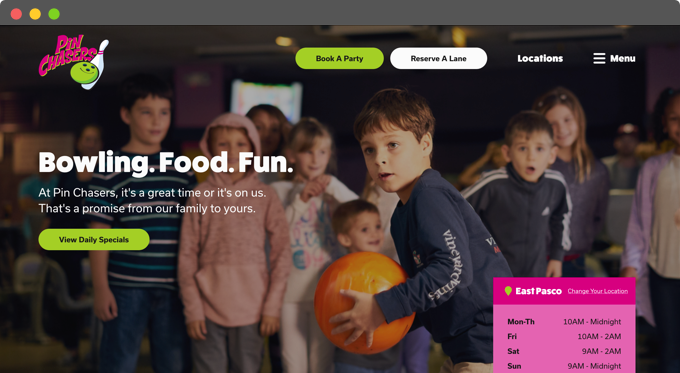 PIN
CHASERS
Book A Party
Reserve A Lane
Locations
Menu
Bowling. Food. Fun.
At Pin Chasers, it's a great time or it's on us.
That's a promise from our family to yours.
View Daily Specials
vineyard vines
East Pasco Change Your Location
Mon-Th 10AM - Midnight
Fri 10AM - 2AM
Sat 9AM - 2AM
Sun 9AM - Midnight